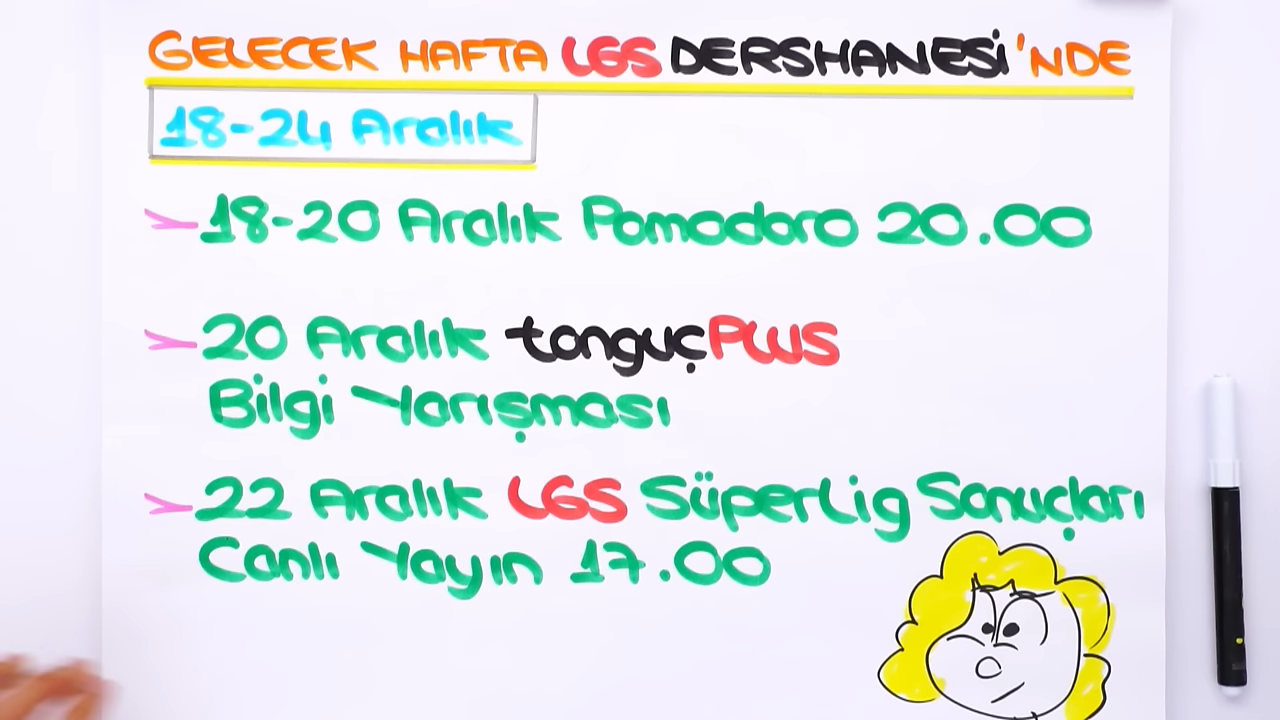 GELECEK HAFTA LGS DERSHANESİ'NDE
18-24 Aralık
18-20 Aralık Pomodoro 20.00
20 Aralık tonguçPLUS
Bilgi Yarışması
22 Aralık LGS SüperLig Sonuçları
Canlı Yayın 17.00